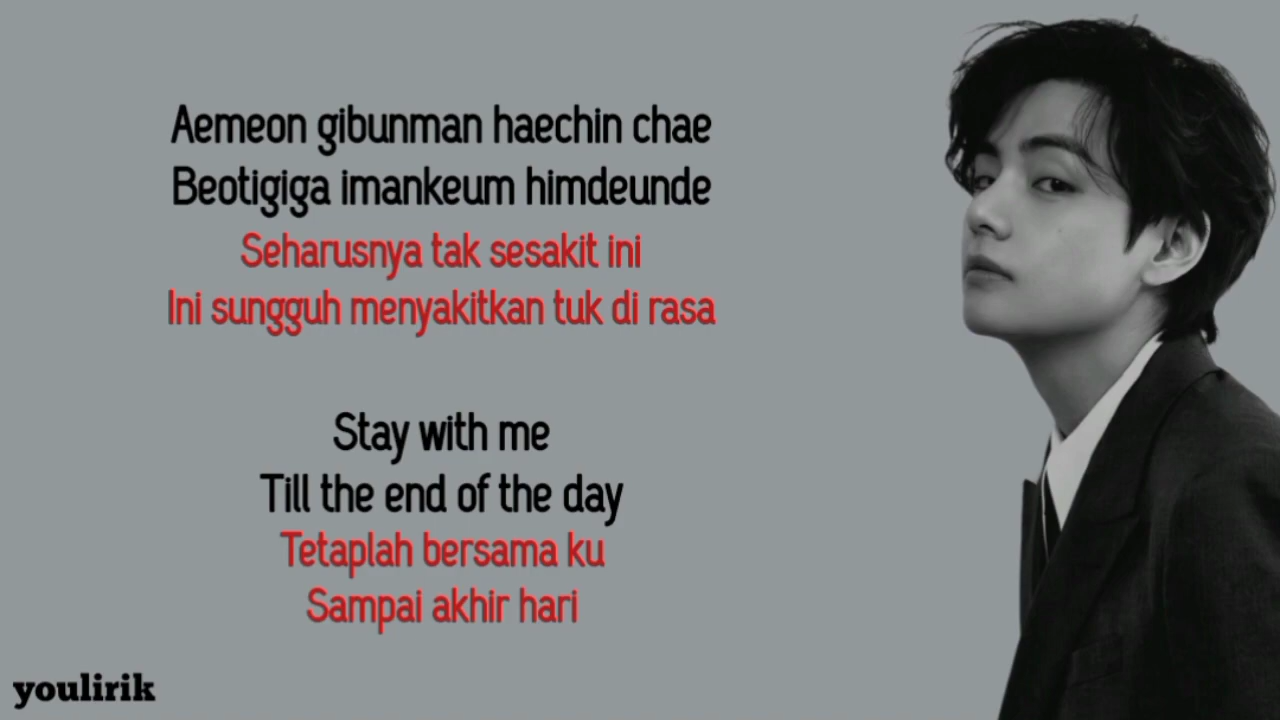 Aemeon gibunman haechin chae
Beotigiga imankeum himdeunde
Seharusnya tak sesakit ini
Ini sungguh menyakitkan tuk di rasa
Stay with me
Till the end of the day
Tetaplah bersama ku
Sampai akhir hari
youlirik